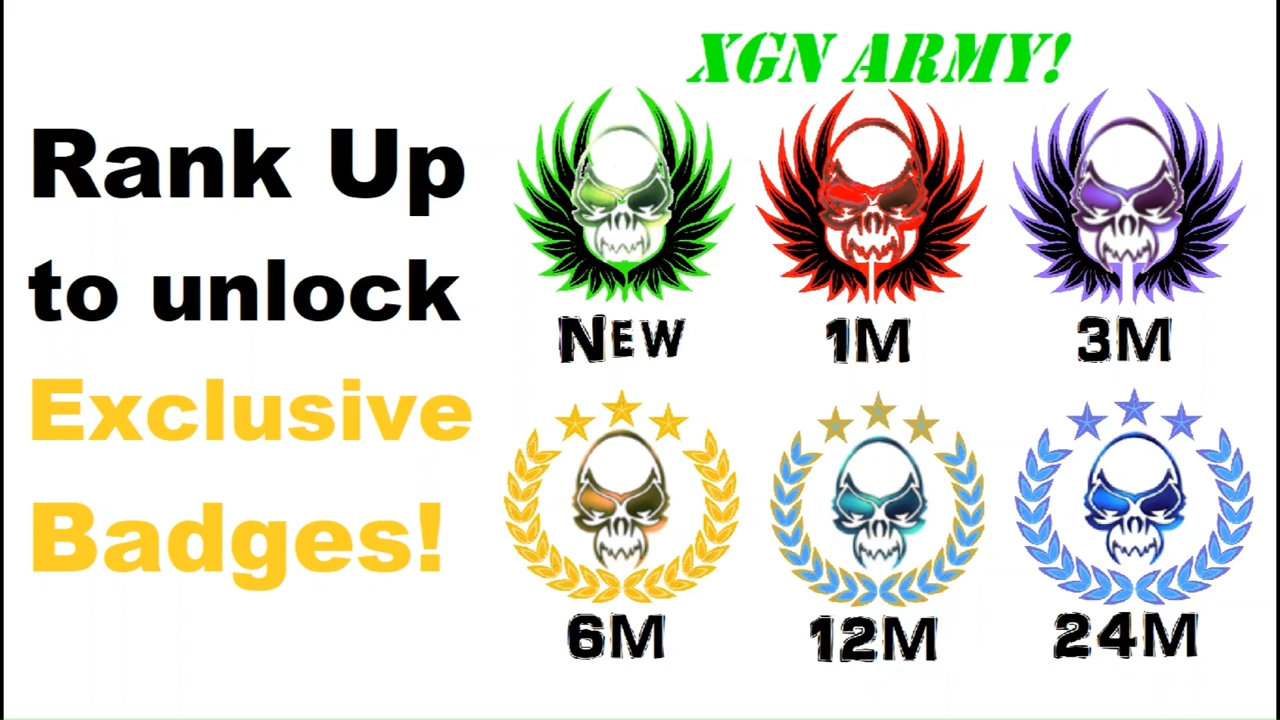 Rank Up
to unlock
Exclusive
Badges!
XGN ARMY!
NEW
1M
3M
6M
12M
24M